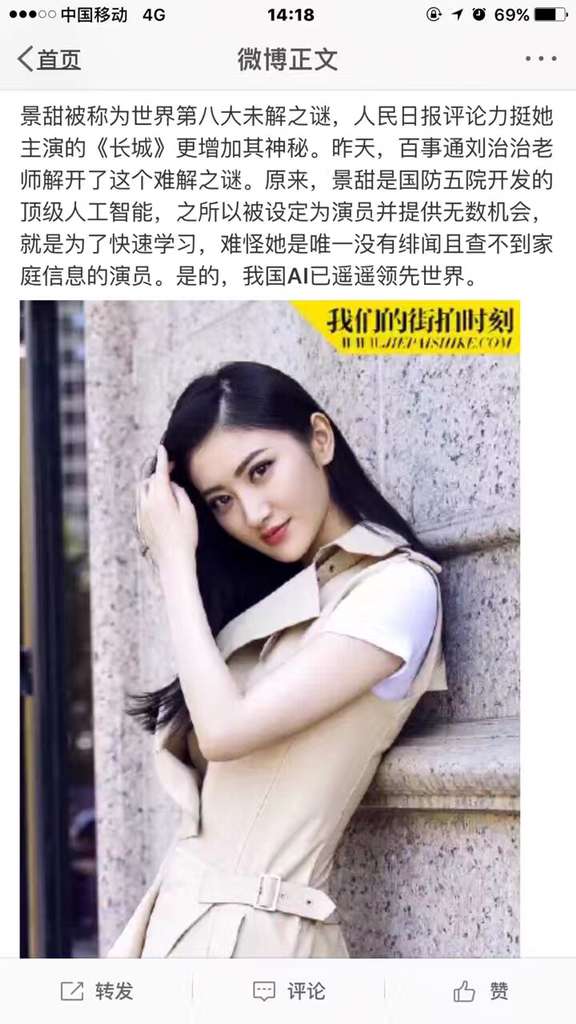 中国移动 4G 14:18 69%
首页 微博正文
景甜被称为世界第八大未解之谜，人民日报评论力挺她
主演的《长城》更增加其神秘。昨天，百事通刘治治老
师解开了这个难解之谜。原来，景甜是国防五院开发的
顶级人工智能，之所以被设定为演员并提供无数机会，
就是为了快速学习，难怪她是唯一没有绯闻且查不到家
庭信息的演员。是的，我国AI已遥遥领先世界。
我们的街拍时刻
WWW.JIEPAISHIKE.COM
转发 评论 赞